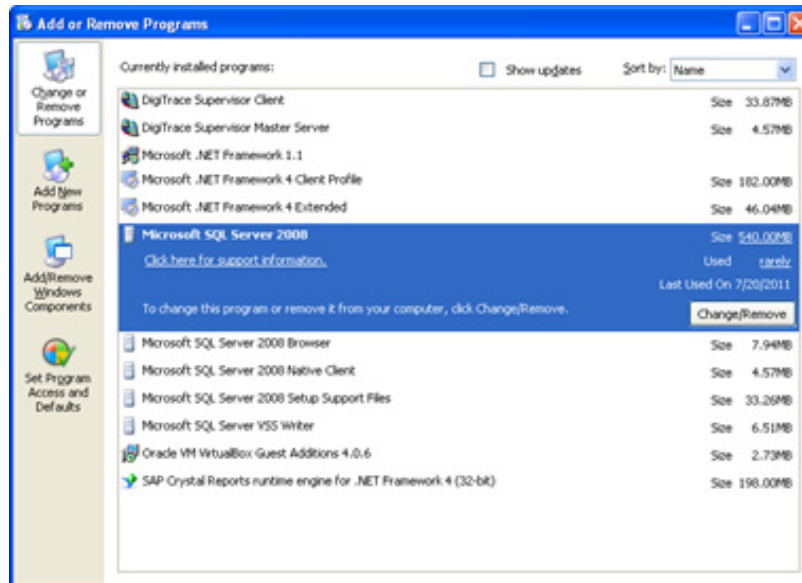 Add or Remove Programs
Change or
Remove
Programs
Add New
Programs
Add/Remove
Windows
Components
Set Program
Access and
Defaults
Currently installed programs:
Show updates
Sort by: Name
DigiTrace Supervisor Client Size 33.87MB
DigiTrace Supervisor Master Server Size 4.57MB
Microsoft .NET Framework 1.1
Microsoft .NET Framework 4 Client Profile Size 182.00MB
Microsoft .NET Framework 4 Extended Size 46.04MB
Microsoft SQL Server 2008 Size 540.00MB
Click here for support information. Used rarely
Last Used On 7/20/2011
To change this program or remove it from your computer, click Change/Remove. Change/Remove
Microsoft SQL Server 2008 Browser Size 7.94MB
Microsoft SQL Server 2008 Native Client Size 4.57MB
Microsoft SQL Server 2008 Setup Support Files Size 33.26MB
Microsoft SQL Server VSS Writer Size 6.51MB
Oracle VM VirtualBox Guest Additions 4.0.6 Size 2.73MB
SAP Crystal Reports runtime engine for .NET Framework 4 (32-bit) Size 198.00MB